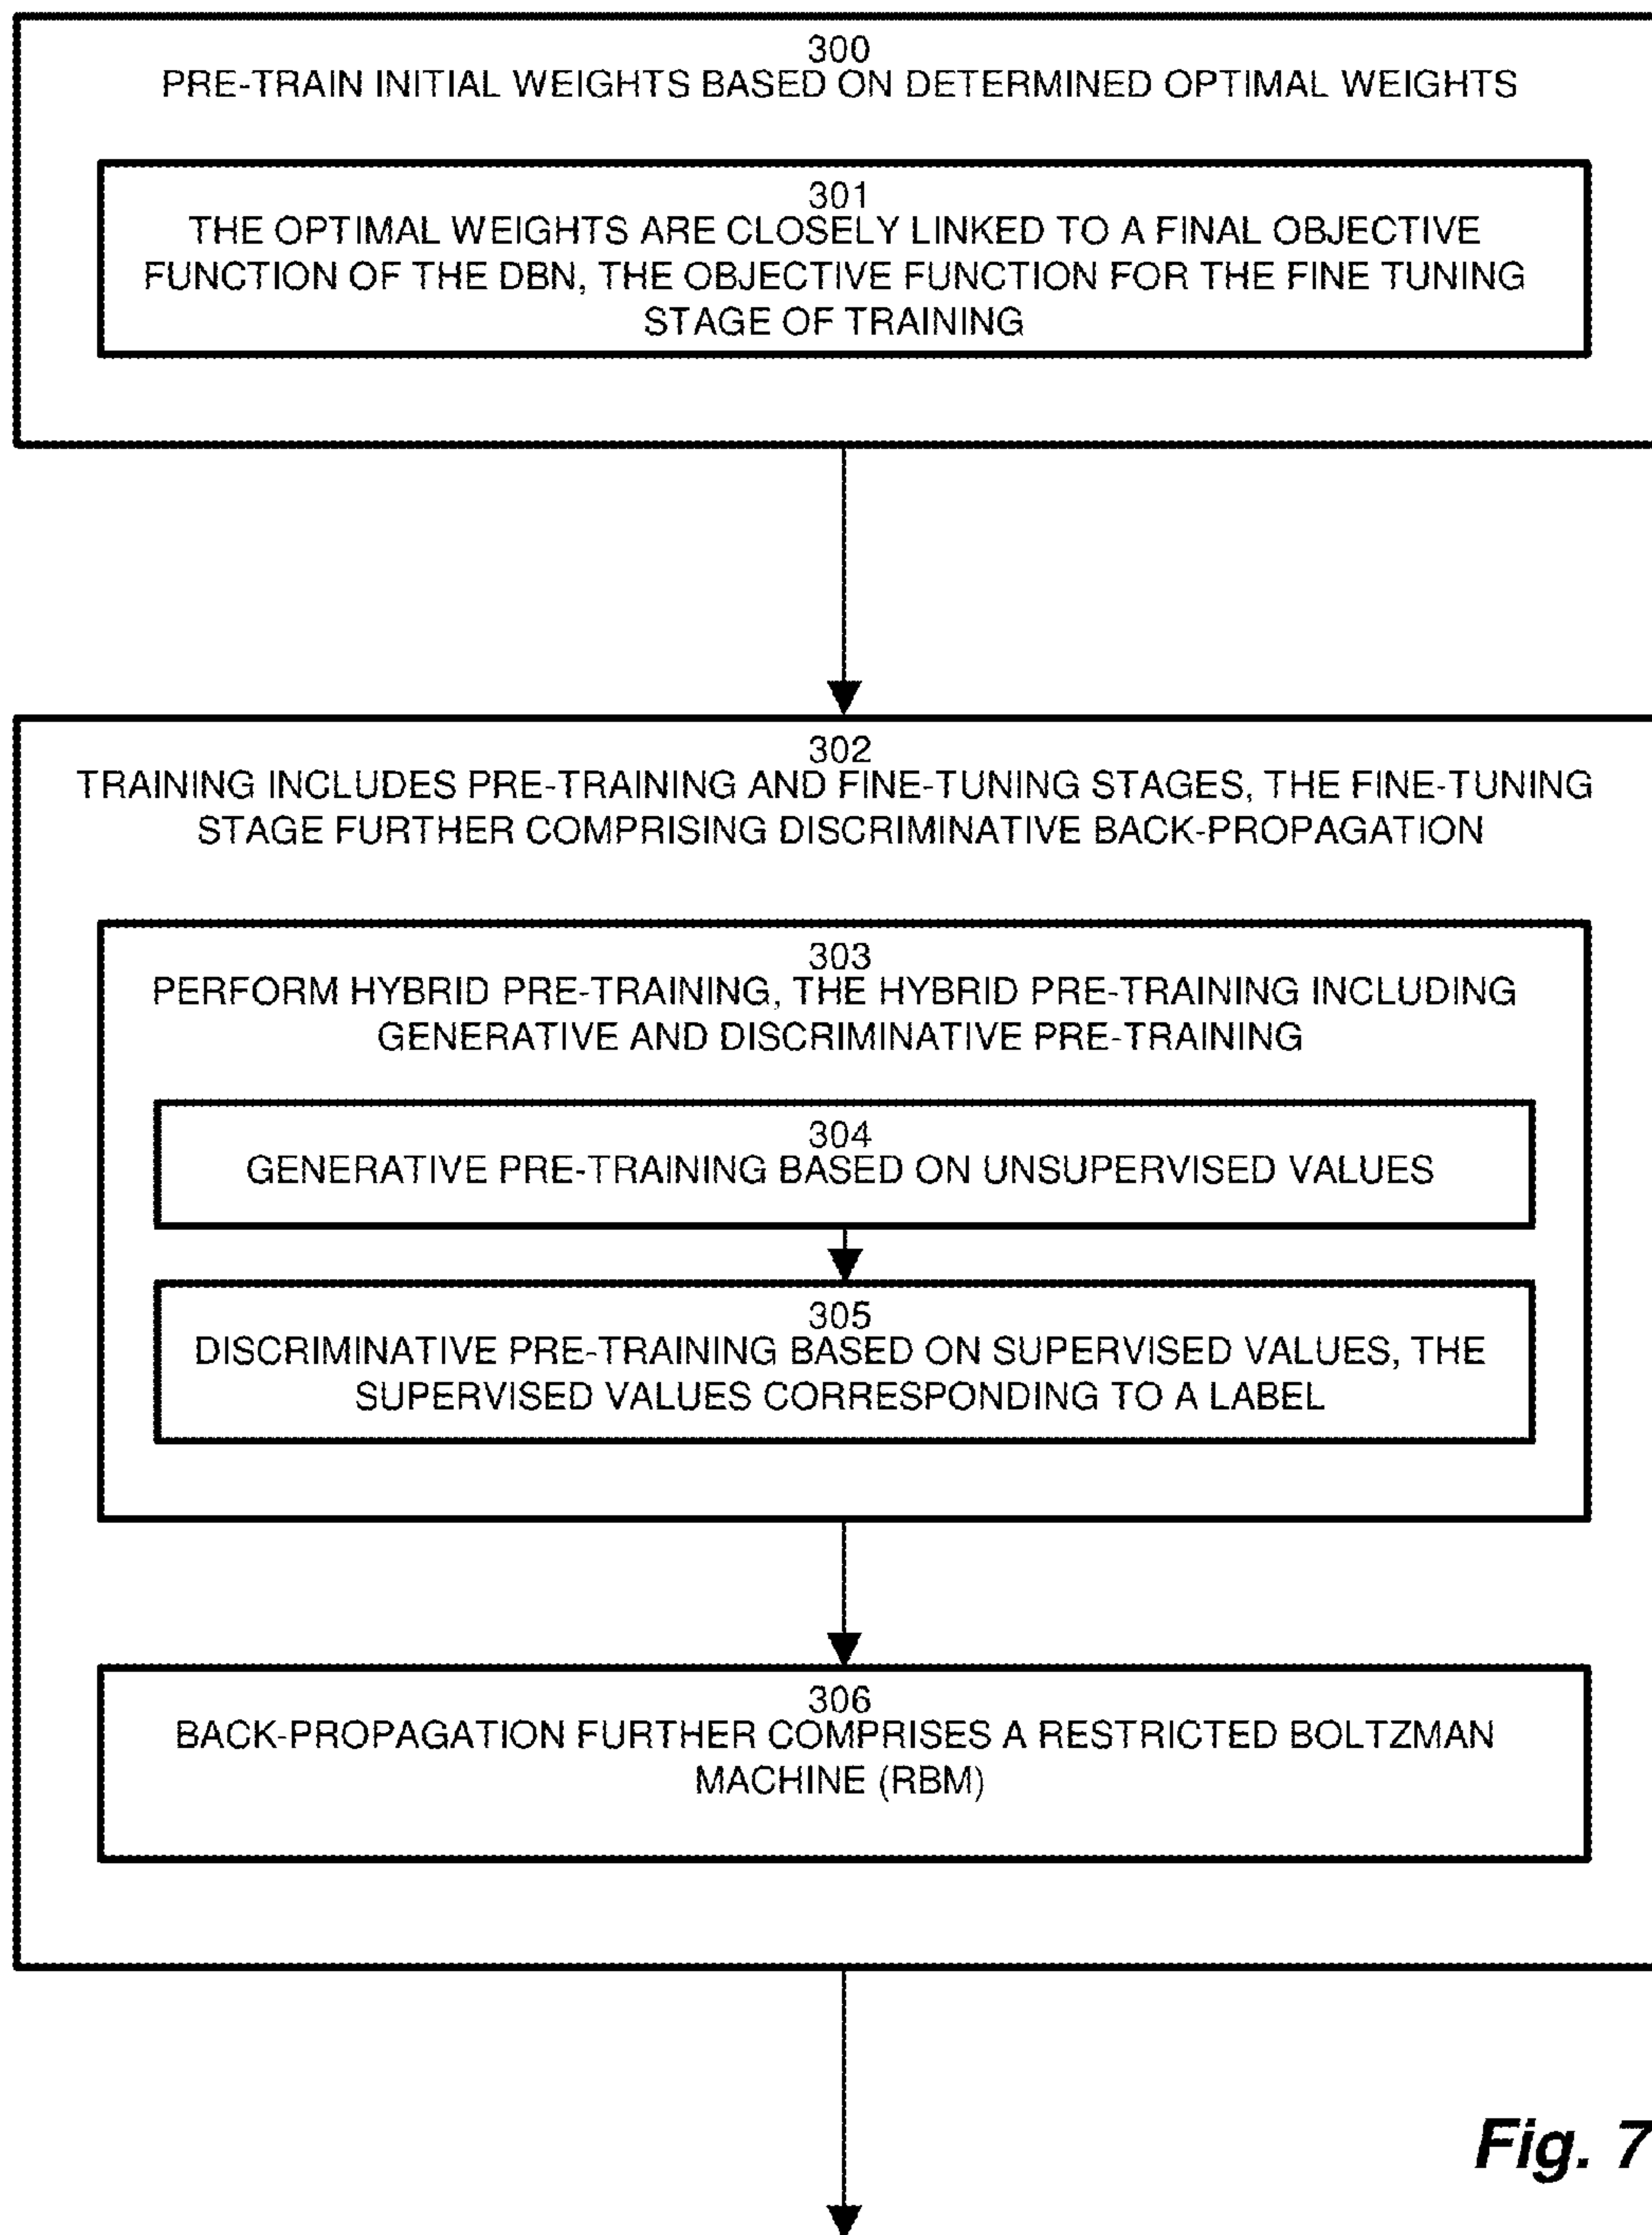 300
PRE-TRAIN INITIAL WEIGHTS BASED ON DETERMINED OPTIMAL WEIGHTS
301
THE OPTIMAL WEIGHTS ARE CLOSELY LINKED TO A FINAL OBJECTIVE
FUNCTION OF THE DBN, THE OBJECTIVE FUNCTION FOR THE FINE TUNING
STAGE OF TRAINING
302
TRAINING INCLUDES PRE-TRAINING AND FINE-TUNING STAGES, THE FINE-TUNING
STAGE FURTHER COMPRISING DISCRIMINATIVE BACK-PROPAGATION
303
PERFORM HYBRID PRE-TRAINING, THE HYBRID PRE-TRAINING INCLUDING
GENERATIVE AND DISCRIMINATIVE PRE-TRAINING
304
GENERATIVE PRE-TRAINING BASED ON UNSUPERVISED VALUES
305
DISCRIMINATIVE PRE-TRAINING BASED ON SUPERVISED VALUES, THE
SUPERVISED VALUES CORRESPONDING TO A LABEL
306
BACK-PROPAGATION FURTHER COMPRISES A RESTRICTED BOLTZMAN
MACHINE (RBM)
Fig. 7